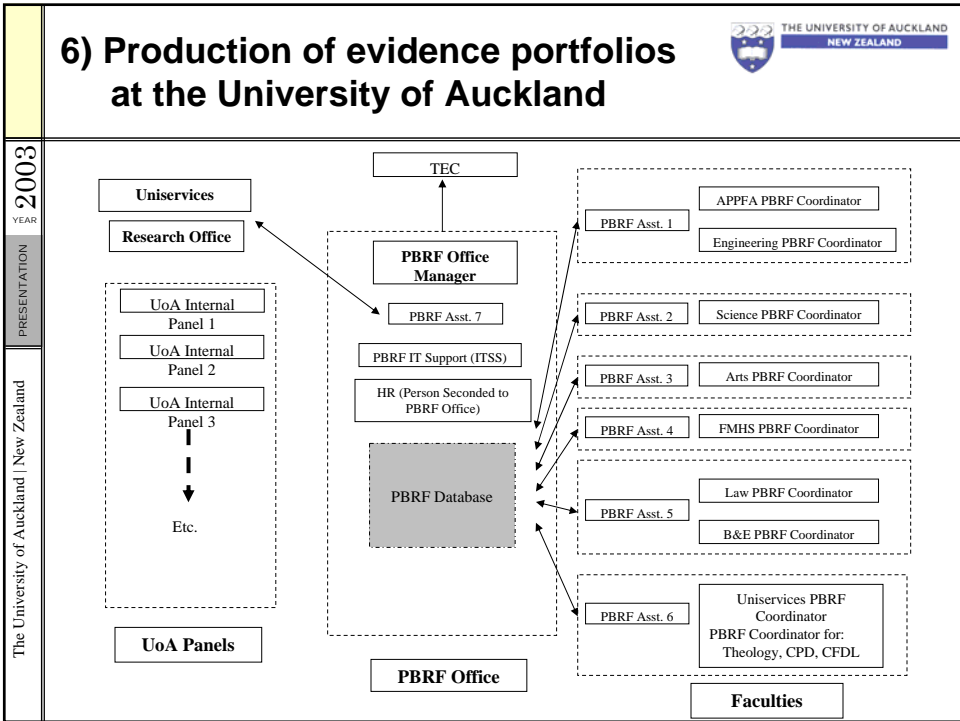 6) Production of evidence portfolios
at the University of Auckland
THE UNIVERSITY OF AUCKLAND
NEW ZEALAND
YEAR 2003
PRESENTATION
The University of Auckland | New Zealand
Uniservices
Research Office
UoA Internal
Panel 1
UoA Internal
Panel 2
UoA Internal
Panel 3
Etc.
UoA Panels
TEC
PBRF Office
Manager
PBRF Asst. 7
PBRF IT Support (ITSS)
HR (Person Seconded to
PBRF Office)
PBRF Database
PBRF Office
PBRF Asst. 1
APPFA PBRF Coordinator
Engineering PBRF Coordinator
PBRF Asst. 2
Science PBRF Coordinator
PBRF Asst. 3
Arts PBRF Coordinator
PBRF Asst. 4
FMHS PBRF Coordinator
PBRF Asst. 5
Law PBRF Coordinator
B&E PBRF Coordinator
PBRF Asst. 6
Uniservices PBRF
Coordinator
PBRF Coordinator for:
Theology, CPD, CFDL
Faculties